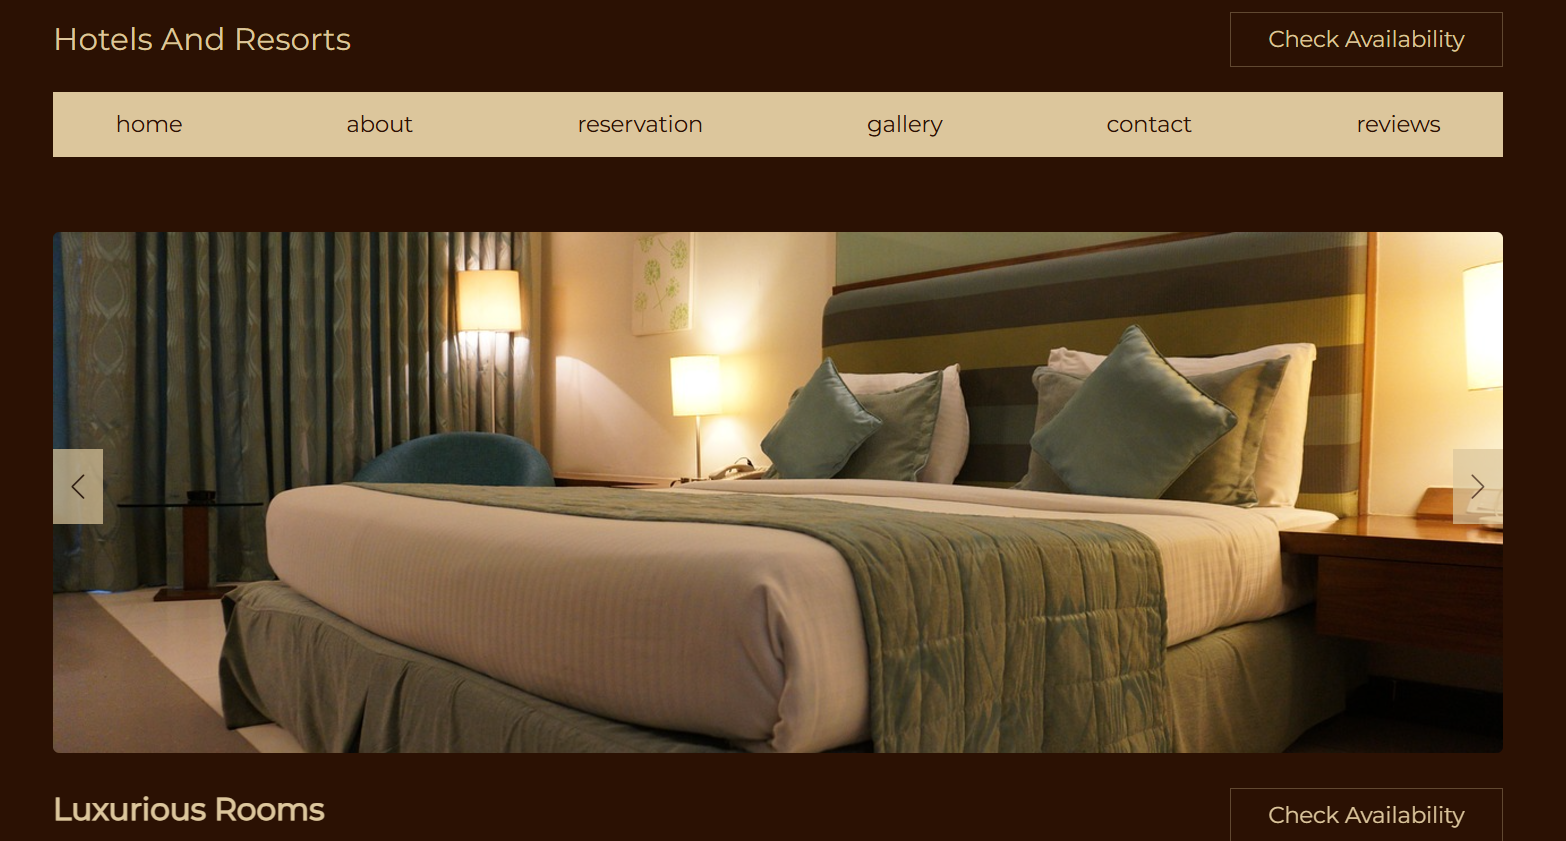 Hotels And Resorts
Check Availability
home about reservation gallery contact reviews
Luxurious Rooms
Check Availability